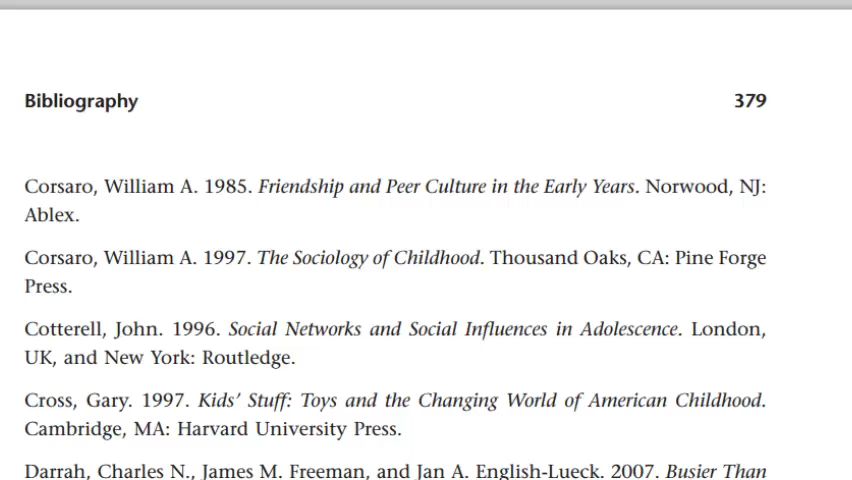 Bibliography 379
Corsaro, William A. 1985. Friendship and Peer Culture in the Early Years. Norwood, NJ:
Ablex.
Corsaro, William A. 1997. The Sociology of Childhood. Thousand Oaks, CA: Pine Forge
Press.
Cotterell, John. 1996. Social Networks and Social Influences in Adolescence. London,
UK, and New York: Routledge.
Cross, Gary. 1997. Kids’ Stuff: Toys and the Changing World of American Childhood.
Cambridge, MA: Harvard University Press.
Darrah, Charles N., James M. Freeman, and Jan A. English-Lueck. 2007. Busier Than